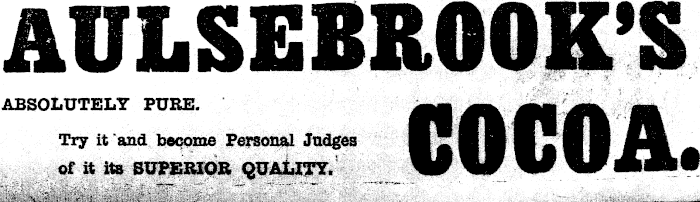 AULSEBROOK'S
ABSOLUTELY PURE.
COCOA.
Try it and become Personal Judges
of it its SUPERIOR QUALITY.